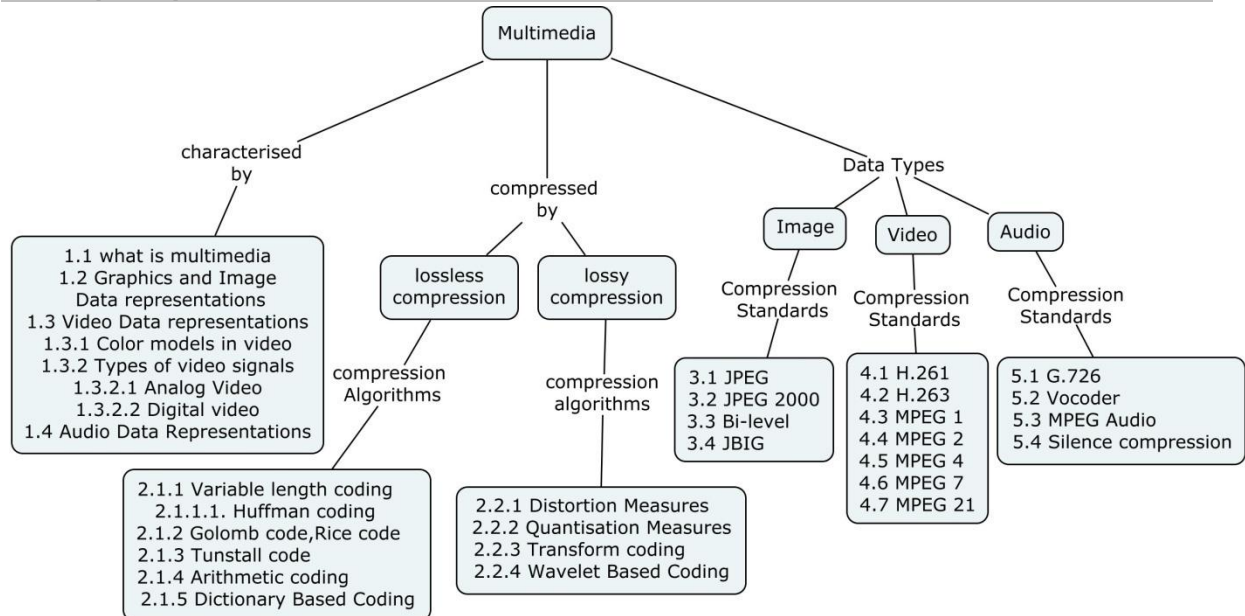 Multimedia
characterised
by
1.1 what is multimedia
1.2 Graphics and Image
Data representations
1.3 Video Data representations
1.3.1 Color models in video
1.3.2 Types of video signals
1.3.2.1 Analog Video
1.3.2.2 Digital video
1.4 Audio Data Representations
compressed
by
lossless
compression
compression
Algorithms
2.1.1 Variable length coding
2.1.1.1. Huffman coding
2.1.2 Golomb code,Rice code
2.1.3 Tunstall code
2.1.4 Arithmetic coding
2.1.5 Dictionary Based Coding
lossy
compression
compression
algorithms
2.2.1 Distortion Measures
2.2.2 Quantisation Measures
2.2.3 Transform coding
2.2.4 Wavelet Based Coding
Data Types
Image
Compression
Standards
3.1 JPEG
3.2 JPEG 2000
3.3 Bi-level
3.4 JBIG
Video
Compression
Standards
4.1 H.261
4.2 H.263
4.3 MPEG 1
4.4 MPEG 2
4.5 MPEG 4
4.6 MPEG 7
4.7 MPEG 21
Audio
Compression
Standards
5.1 G.726
5.2 Vocoder
5.3 MPEG Audio
5.4 Silence compression